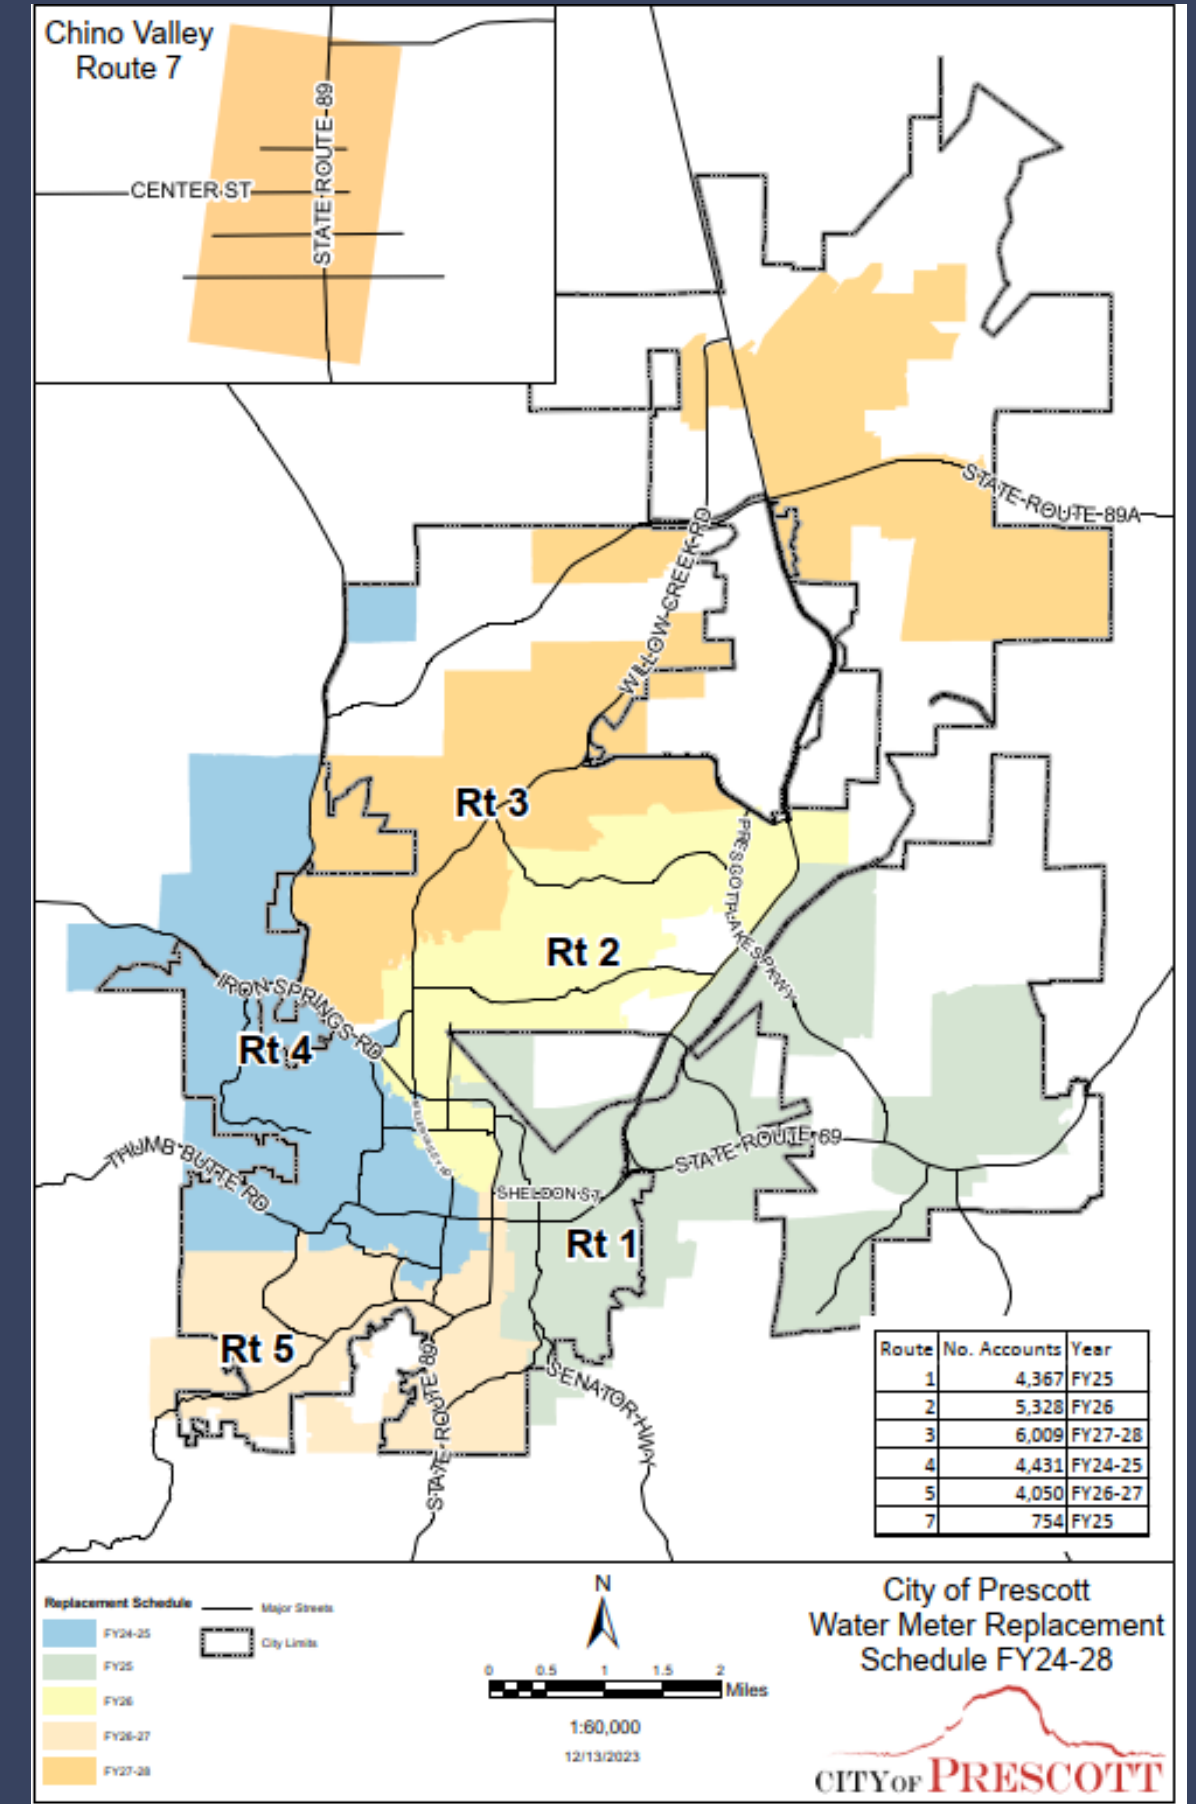 Chino Valley
Route 7
STATE ROUTE 89
CENTER ST
STATE ROUTE 89A
WILLOW CREEK RD
Rt 3
PRESCOTT LAKES PKWY
Rt 2
IRON SPRINGS RD
Rt 4
STATE ROUTE 69
THUMB BUTTE RD
SHELDON ST
Rt 1
Rt 5
STATE ROUTE 89
SENATOR HWY
Route No. Accounts Year
1 4,367 FY25
2 5,328 FY26
3 6,009 FY27-28
4 4,431 FY24-25
5 4,050 FY26-27
7 754 FY25
Replacement Schedule
FY24-25
FY25
FY26
FY26-27
FY27-28
Major Streets
City Limits
N
0 0.5 1 1.5 2
Miles
1:60,000
12/13/2023
City of Prescott
Water Meter Replacement
Schedule FY24-28
CITY OF PRESCOTT